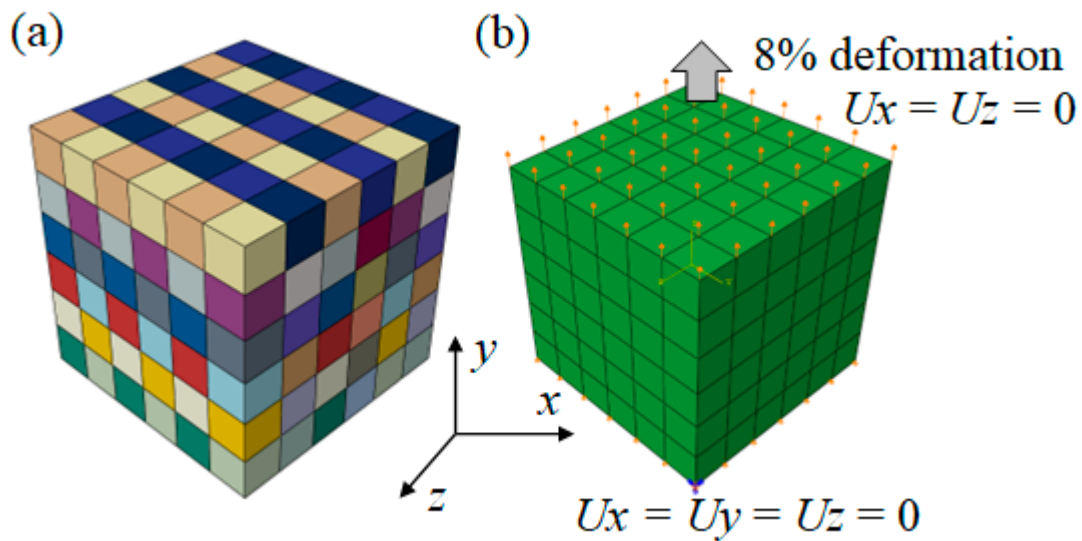 (a)
(b)
8% deformation
Ux = Uz = 0
y
x
z
Ux = Uy = Uz = 0